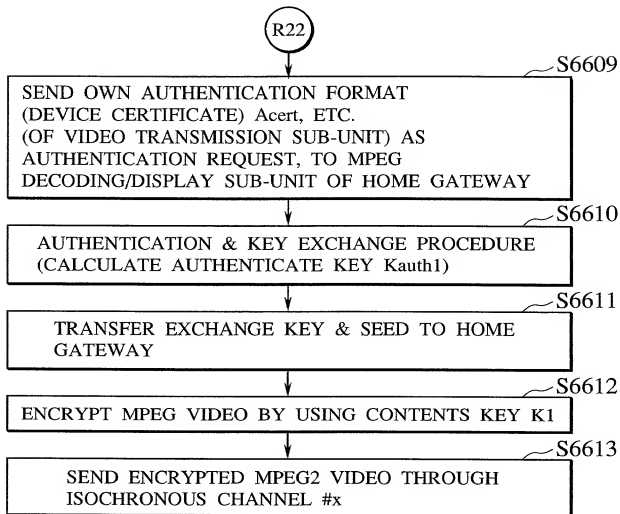 R22
S6609
SEND OWN AUTHENTICATION FORMAT
(DEVICE CERTIFICATE) Acert, ETC.
(OF VIDEO TRANSMISSION SUB-UNIT) AS
AUTHENTICATION REQUEST, TO MPEG
DECODING/DISPLAY SUB-UNIT OF HOME GATEWAY
S6610
AUTHENTICATION & KEY EXCHANGE PROCEDURE
(CALCULATE AUTHENTICATE KEY Kauth1)
S6611
TRANSFER EXCHANGE KEY & SEED TO HOME
GATEWAY
S6612
ENCRYPT MPEG VIDEO BY USING CONTENTS KEY K1
S6613
SEND ENCRYPTED MPEG2 VIDEO THROUGH
ISOCHRONOUS CHANNEL #x